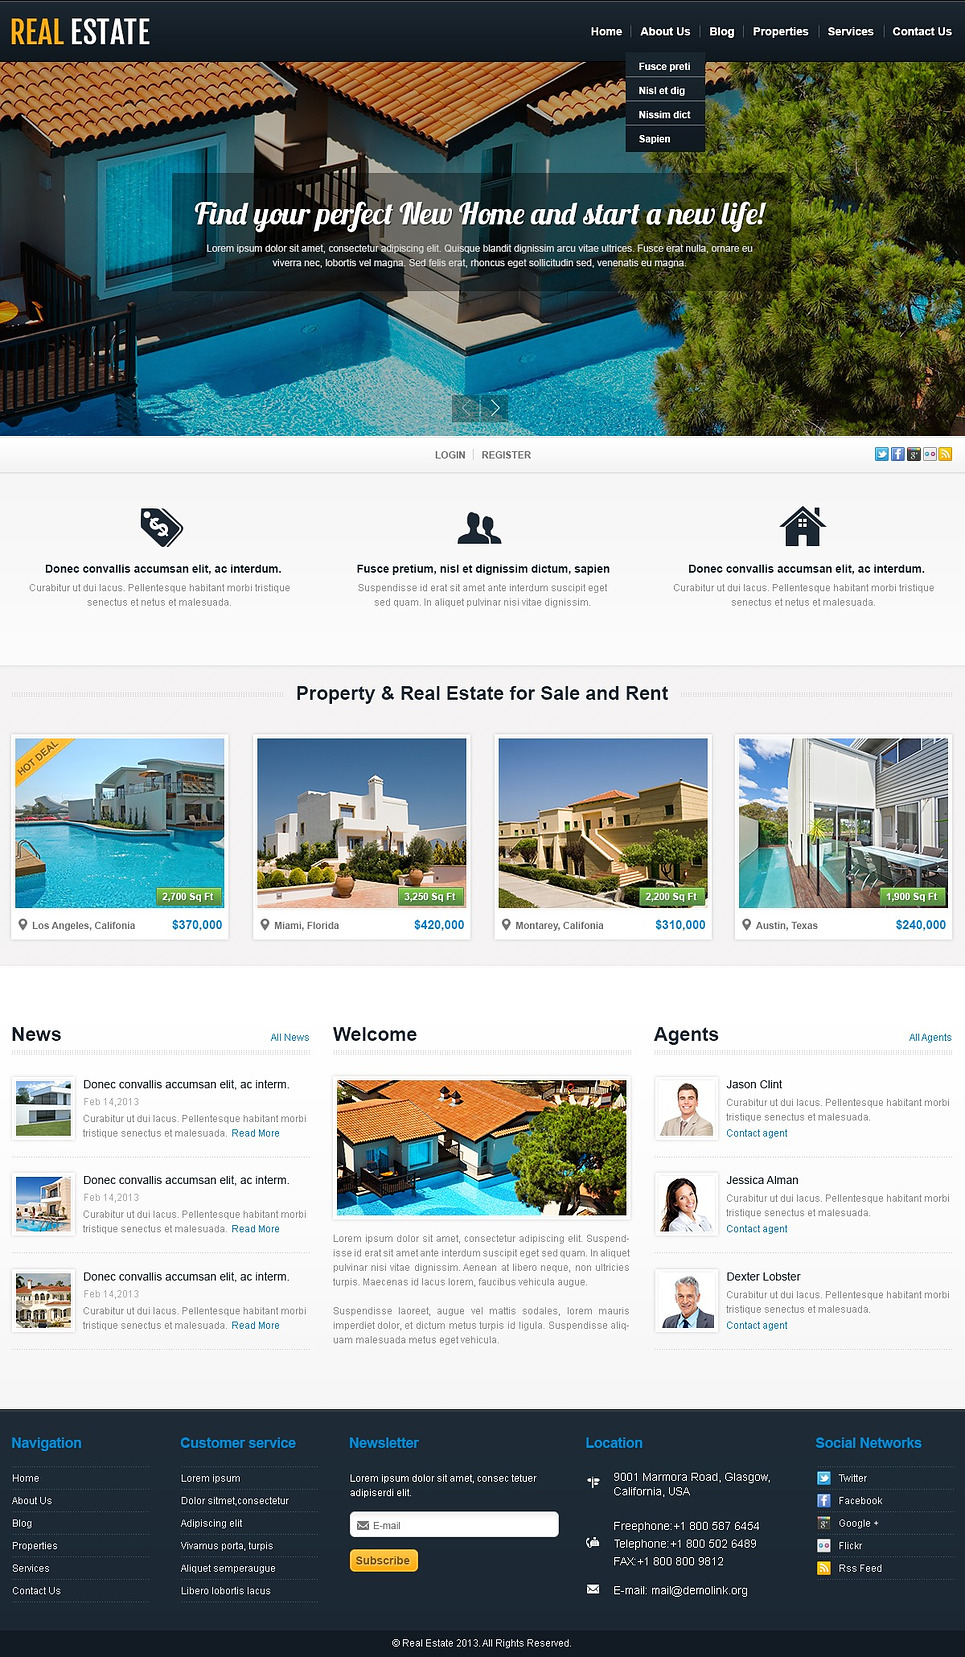 REAL ESTATE
Home
About Us
Blog
Properties
Services
Contact Us
Fusce preti
Nisl et dig
Nissim dict
Sapien
Find your perfect New Home and start a new life!
Lorem ipsum dolor sit amet, consectetur adipiscing elit. Quisque blandit dignissim arcu vitae ultrices. Fusce erat nulla, ornare eu
viverra nec, lobortis vel magna. Sed felis erat, rhoncus eget sollicitudin sed, venenatis eu magna.
LOGIN
REGISTER
Donec convallis accumsan elit, ac interdum.
Curabitur ut dui lacus. Pellentesque habitant morbi tristique
senectus et netus et malesuada.
Fusce pretium, nisl et dignissim dictum, sapien
Suspendisse id erat sit amet ante interdum suscipit eget
sed quam. In aliquet pulvinar nisi vitae dignissim.
Donec convallis accumsan elit, ac interdum.
Curabitur ut dui lacus. Pellentesque habitant morbi tristique
senectus et netus et malesuada.
Property & Real Estate for Sale and Rent
HOT DEAL
2,700 Sq Ft
Los Angeles, Califonia
$370,000
3,250 Sq Ft
Miami, Florida
$420,000
2,200 Sq Ft
Montarey, Califonia
$310,000
1,900 Sq Ft
Austin, Texas
$240,000
News
All News
Donec convallis accumsan elit, ac interm.
Feb 14,2013
Curabitur ut dui lacus. Pellentesque habitant morbi
tristique senectus et malesuada. Read More
Donec convallis accumsan elit, ac interm.
Feb 14,2013
Curabitur ut dui lacus. Pellentesque habitant morbi
tristique senectus et malesuada. Read More
Donec convallis accumsan elit, ac interm.
Feb 14,2013
Curabitur ut dui lacus. Pellentesque habitant morbi
tristique senectus et malesuada. Read More
Welcome
Lorem ipsum dolor sit amet, consectetur adipiscing elit. Suspend-
isse id erat sit amet ante interdum suscipit eget sed quam. In aliquet
pulvinar nisi vitae dignissim. Aenean at libero neque, non ultricies
turpis. Maecenas id lacus lorem, faucibus vehicula augue.
Suspendisse laoreet, augue vel mattis sodales, lorem mauris
imperdiet dolor, et dictum metus turpis id ligula. Suspendisse aliq-
uam malesuada metus eget vehicula.
Agents
All Agents
Jason Clint
Curabitur ut dui lacus. Pellentesque habitant morbi
tristique senectus et malesuada.
Contact agent
Jessica Alman
Curabitur ut dui lacus. Pellentesque habitant morbi
tristique senectus et malesuada.
Contact agent
Dexter Lobster
Curabitur ut dui lacus. Pellentesque habitant morbi
tristique senectus et malesuada.
Contact agent
Navigation
Home
About Us
Blog
Properties
Services
Contact Us
Customer service
Lorem ipsum
Dolor sitmet,consectetur
Adipiscing elit
Vivamus porta, turpis
Aliquet semperaugue
Libero lobortis lacus
Newsletter
Lorem ipsum dolor sit amet, consec tetuer
adipiserdi elit.
E-mail
Subscribe
Location
9001 Marmora Road, Glasgow,
California, USA
Freephone:+1 800 587 6454
Telephone:+1 800 502 6489
FAX:+1 800 800 9812
E-mail: mail@demolink.org
Social Networks
Twitter
Facebook
Google +
Flickr
Rss Feed
© Real Estate 2013. All Rights Reserved.